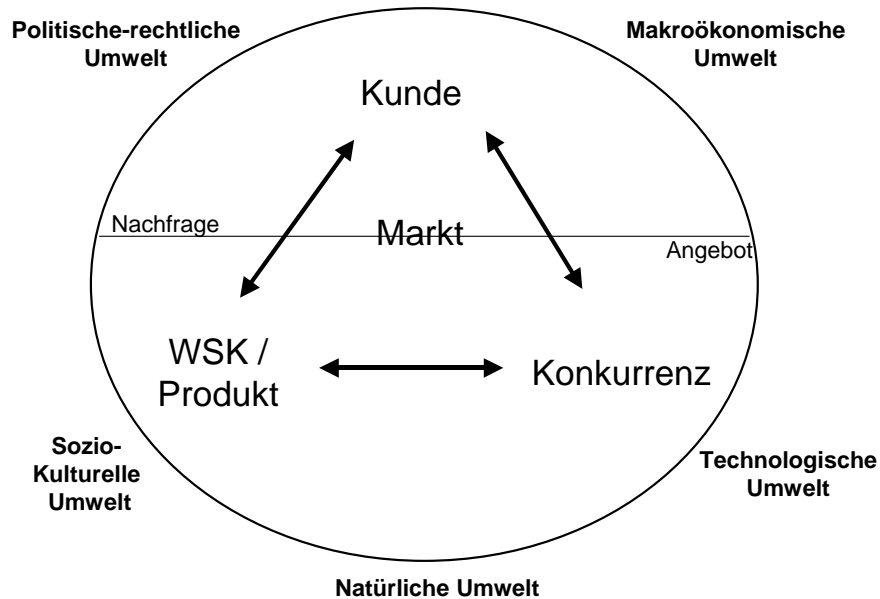 Politische-rechtliche
Umwelt
Makroökonomische
Umwelt
Kunde
Nachfrage
Markt
Angebot
WSK /
Produkt
Konkurrenz
Sozio-
Kulturelle
Umwelt
Technologische
Umwelt
Natürliche Umwelt